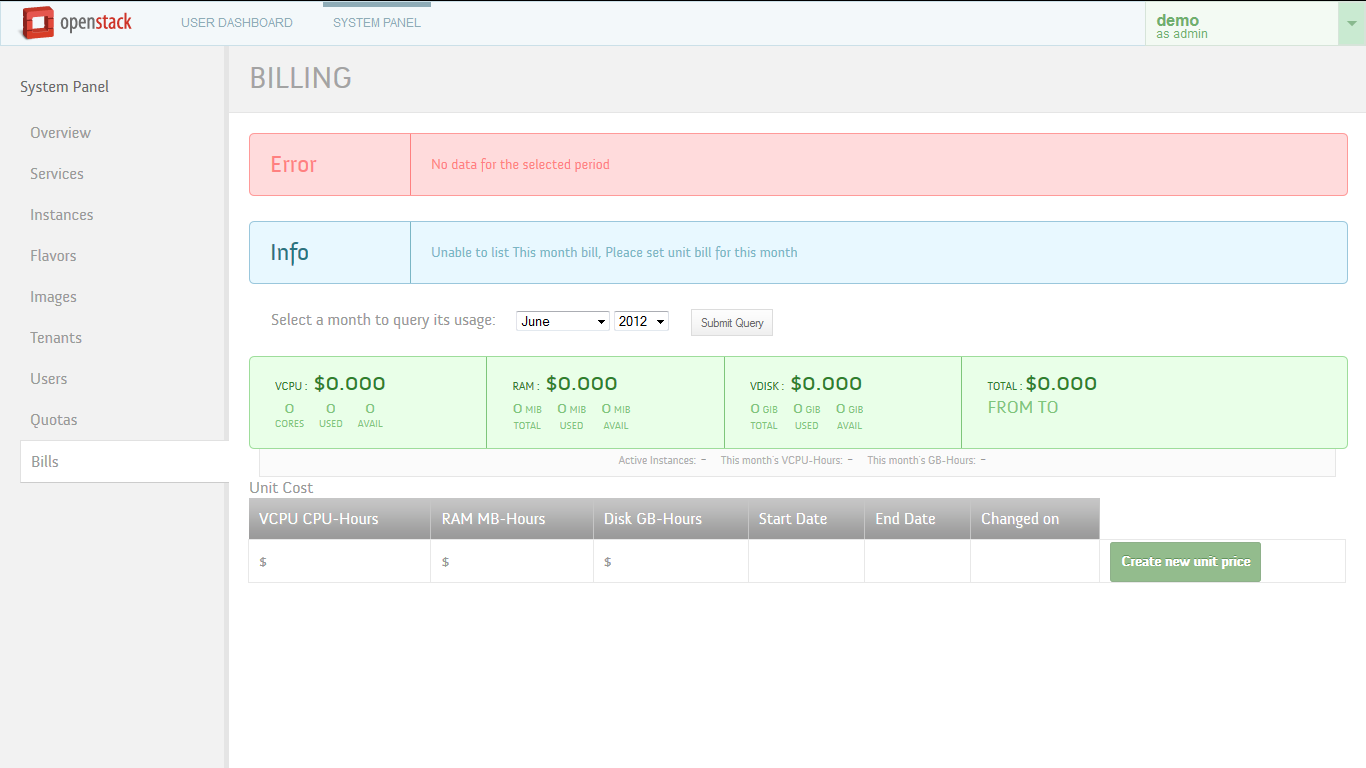 openstack
USER DASHBOARD
SYSTEM PANEL
demo
as admin
System Panel
Overview
Services
Instances
Flavors
Images
Tenants
Users
Quotas
Bills
BILLING
Error
No data for the selected period
Info
Unable to list This month bill, Pleace set unit bill for this month
Select a month to query its usage: June 2012 Submit Query
VCPU : $0.000
0 0 0
CORES USED AVAIL
RAM : $0.000
0 MIB 0 MIB 0 MIB
TOTAL USED AVAIL
VDISK : $0.000
0 GIB 0 GIB 0 GIB
TOTAL USED AVAIL
TOTAL : $0.000
FROM TO
Active Instances: - This month's VCPU-Hours: - This month's GB-Hours: -
Unit Cost
VCPU CPU-Hours RAM MB-Hours Disk GB-Hours Start Date End Date Changed on
$ $ $ Create new unit price